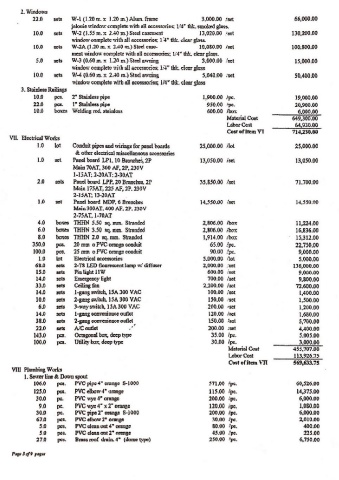 2. Windows
22.0 sets W-1 (1.20 m. x 1.20 m.) Alum. frame 3,000.00 /set 66,000.00
jalousie window complete with all accessories; 1/4" thk. smoked glass.
10.0 sets W-2 (1.55 m. x 2.40 m.) Steel casement 13,020.00 /set 130,200.00
window complete with all accessories; 1/4" thk. clear glass
10.0 sets W-2A (1.20 m. x 2.40 m.) Steel case- 10,080.00 /set 100,800.00
ment window complete with all accessories; 1/4" thk. clear glass
5.0 sets W-3 (0.60 m. x 1.20 m.) Steel awning 3,000.00 /set 15,000.00
window complete with all accessories; 1/4" thk. clear glass
10.0 sets W-4 (0.60 m. x 2.40 m.) Steel awning 5,040.00 /set 50,400.00
window complete with all accessories; 1/4" thk. clear glass
3. Stainless Railings
10.0 pcs. 2" Stainless pipe 1,900.00 /pc. 19,000.00
22.0 pcs. 1" Stainless pipe 950.00 /pc. 20,900.00
10.0 boxes Welding rod, stainless 600.00 /box 6,000.00
Material Cost 649,300.00
Labor Cost 64,930.00
Cost of Item VI 714,230.00
VII. Electrical Works
1.0 lot Conduit pipes and wirings for panel boards 25,000.00 /lot 25,000.00
& other electrical miscellaneous accessories
1.0 set Panel board LP1, 10 Branches, 2P 13,050.00 /set 13,050.00
Main 70AT, 100 AF, 2P, 230V
1-15AT; 2-20AT; 2-30AT
2.0 sets Panel board LPP, 20 Branches, 2P 35,850.00 /set 71,700.00
Main 175AT, 225 AF, 2P, 230V
2-15AT, 12-20AT
1.0 set Panel board MDP, 6 Branches 14,550.00 /set 14,550.00
Main 300AT, 400 AF, 2P, 230V
2-75AT, 1-70AT
4.0 boxes THHN 5.50 sq. mm. Stranded 2,806.00 /box 11,224.00
6.0 boxes THHN 3.50 sq. mm. Stranded 2,806.00 /box 16,836.00
8.0 boxes THHN 2.0 sq. mm. Stranded 1,914.00 /box 15,312.00
350.0 pcs. 20 mm. o PVC orange conduit 65.00 /pc. 22,750.00
100.0 pcs. 25 mm. o PVC orange conduit 90.00 /pc. 9,000.00
1.0 lot Electrical accessories 5,000.00 /lot 5,000.00
65.0 sets 2-TS LED flourescent lamp w/ diffuser 2,000.00 /set 130,000.00
15.0 sets Pin light 11W 600.00 /set 9,000.00
14.0 sets Emergency light 700.00 /set 9,800.00
33.0 sets Ceiling fan 2,200.00 /set 72,600.00
14.0 sets 1-gang switch, 15A 300 VAC 100.00 /set 1,400.00
10.0 sets 2-gang switch, 15A 300 VAC 150.00 /set 1,500.00
6.0 sets 3-way switch, 15A 300 VAC 200.00 /set 1,200.00
14.0 sets 1-gang convenience outlet 120.00 /set 1,680.00
38.0 sets 2-gang convenience outlet 150.00 /set 5,700.00
22.0 sets A/C outlet 200.00 /set 4,400.00
Octagonal box, deep type 35.00 /pc.
100.0 pcs. Utility box, deep type 30.00 /pc. 3,000.00
Material Cost 455,707.00
Labor Cost 113,926.75
Cost of Item VII 569,633.75
VIII Plumbing Works
1. Sewer line & Down spout
106.0 pcs. PVC pipe 4" orange S-1000 571.00 /pc. 60,526.00
125.0 pcs. PVC elbow 4" orange 115.00 /pc. 14,375.00
30.0 pc. PVC wye 4" orange 200.00 /pc. 6,000.00
9.0 pc. PVC wye 4" x 2" orange 120.00 /pc. 1,080.00
30.0 pc. PVC pipe 2" orange S-1000 200.00 /pc. 6,000.00
67.0 pcs. PVC elbow 2" orange 30.00 /pc. 2,010.00
5.0 pcs. PVC clean out 4" orange 80.00 /pc. 400.00
5.0 pcs. PVC clean out 2" orange 45.00 /pc. 225.00
27.0 pcs. Brass roof drain, 4" (dome type) 250.00 /pc. 6,750.00
Page 5 of 9 pages